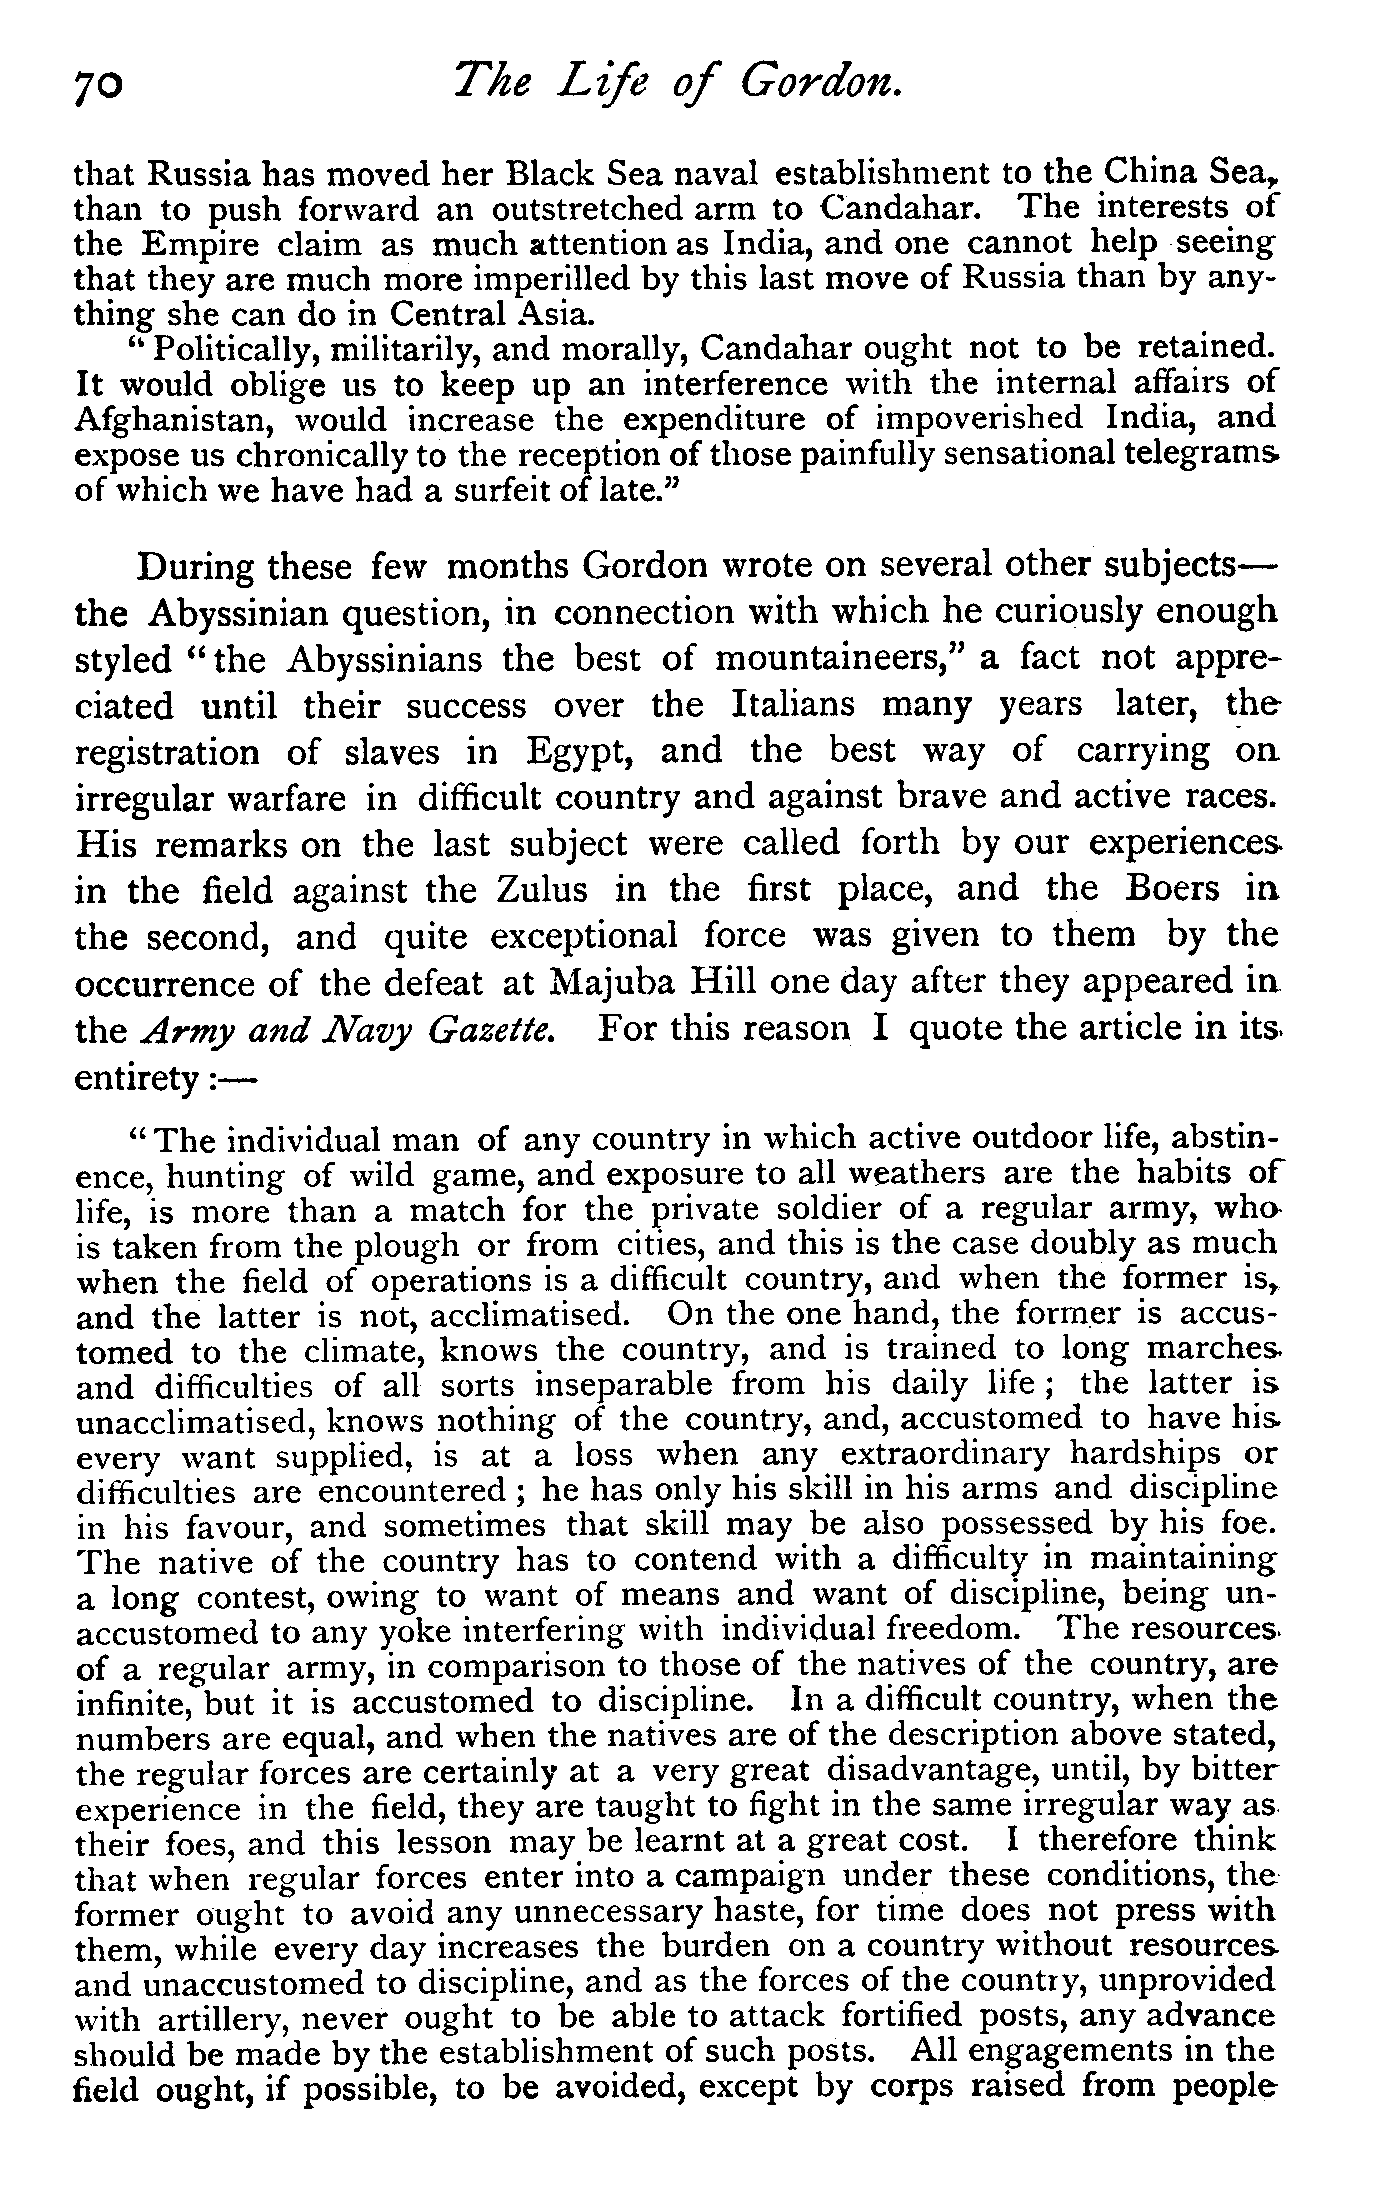 70 The Life of Gordon.
that Russia has moved her Black Sea naval establishment to the China Sea,
than to push forward an outstretched arm to Candahar. The interests of
the Empire claim as much attention as India, and one cannot help seeing
that they are much more imperilled by this last move of Russia than by any-
thing she can do in Central Asia.
“Politically, militarily, and morally, Candahar ought not to be retained.
It would oblige us to keep up an interference with the internal affairs of
Afghanistan, would increase the expenditure of impoverished India, and
expose us chronically to the reception of those painfully sensational telegrams
of which we have had a surfeit of late.”
During these few months Gordon wrote on several other subjects—
the Abyssinian question, in connection with which he curiously enough
styled “the Abyssinians the best of mountaineers,” a fact not appre-
ciated until their success over the Italians many years later, the
registration of slaves in Egypt, and the best way of carrying on
irregular warfare in difficult country and against brave and active races.
His remarks on the last subject were called forth by our experiences
in the field against the Zulus in the first place, and the Boers in
the second, and quite exceptional force was given to them by the
occurrence of the defeat at Majuba Hill one day after they appeared in
the Army and Navy Gazette. For this reason I quote the article in its
entirety :—
“The individual man of any country in which active outdoor life, abstin-
ence, hunting of wild game, and exposure to all weathers are the habits of
life, is more than a match for the private soldier of a regular army, who
is taken from the plough or from cities, and this is the case doubly as much
when the field of operations is a difficult country, and when the former is,
and the latter is not, acclimatised. On the one hand, the former is accus-
tomed to the climate, knows the country, and is trained to long marches
and difficulties of all sorts inseparable from his daily life ; the latter is
unacclimatised, knows nothing of the country, and, accustomed to have his
every want supplied, is at a loss when any extraordinary hardships or
difficulties are encountered ; he has only his skill in his arms and discipline
in his favour, and sometimes that skill may be also possessed by his foe.
The native of the country has to contend with a difficulty in maintaining
a long contest, owing to want of means and want of discipline, being un-
accustomed to any yoke interfering with individual freedom. The resources
of a regular army, in comparison to those of the natives of the country, are
infinite, but it is accustomed to discipline. In a difficult country, when the
numbers are equal, and when the natives are of the description above stated,
the regular forces are certainly at a very great disadvantage, until, by bitter
experience in the field, they are taught to fight in the same irregular way as
their foes, and this lesson may be learnt at a great cost. I therefore think
that when regular forces enter into a campaign under these conditions, the
former ought to avoid any unnecessary haste, for time does not press with
them, while every day increases the burden on a country without resources
and unaccustomed to discipline, and as the forces of the country, unprovided
with artillery, never ought to be able to attack fortified posts, any advance
should be made by the establishment of such posts. All engagements in the
field ought, if possible, to be avoided, except by corps raised from people